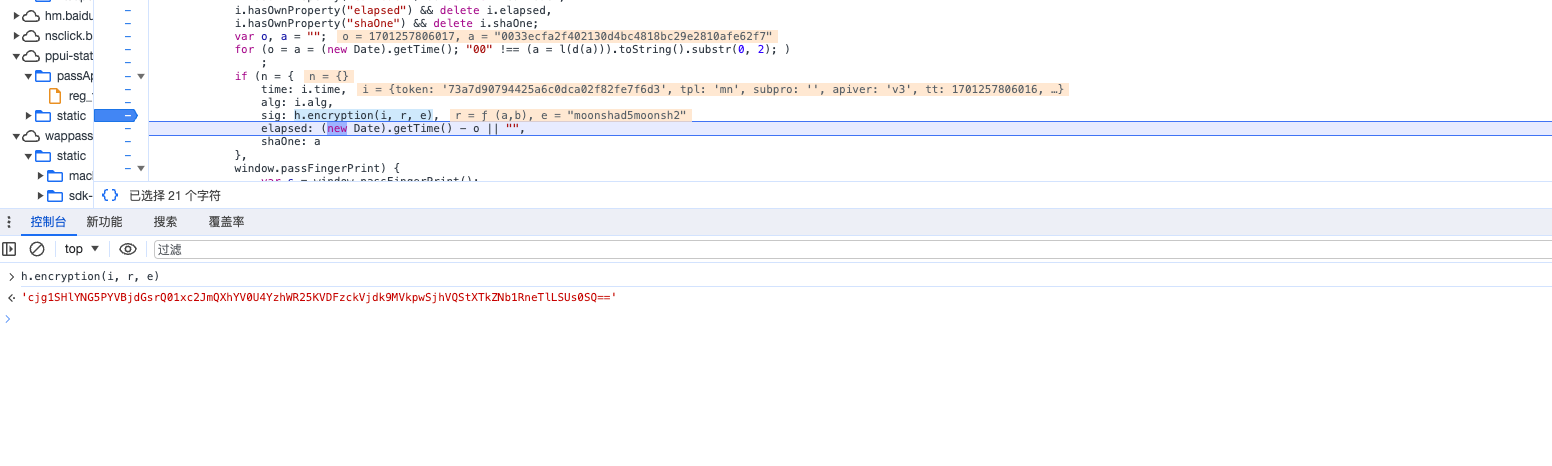 i.hasOwnProperty("elapsed") && delete i.elapsed,
hm.baidu
i.hasOwnProperty("shaOne") && delete i.shaOne;
nsclick.b
var o, a = ""; o = 1701257806017, a = "0033ecfa2f402130d4bc4818bc29e2810afe62f7"
for (o = a = (new Date).getTime(); "00" !== (a = l(d(a))).toString().substr(0, 2); )
ppui-stat
;
passAp
if (n = { n = {}
time: i.time, i = {token: '73a7d90794425a6c0dca02f82fe7f6d3', tpl: 'mn', subpro: '', apiver: 'v3', tt: 1701257806016, …}
reg_
alg: i.alg,
static
sig: h.encryption(i, r, e), r = ƒ (a,b), e = "moonshad5moonsh2"
elapsed: (new Date).getTime() - o || "",
wappass
shaOne: a
static
},
window.passFingerPrint) {
mac
sdk-
{} 已选择 21 个字符
控制台 新功能 搜索 覆盖率
top 过滤
h.encryption(i, r, e)
'cjg1SHlYNG5PYVBjdGsrQ01xc2JmQXhYV0U4YzhWR25KVDFzckVjdk9MVkpwSjhVQStXTkZNb1RneTlLSUs0SQ=='